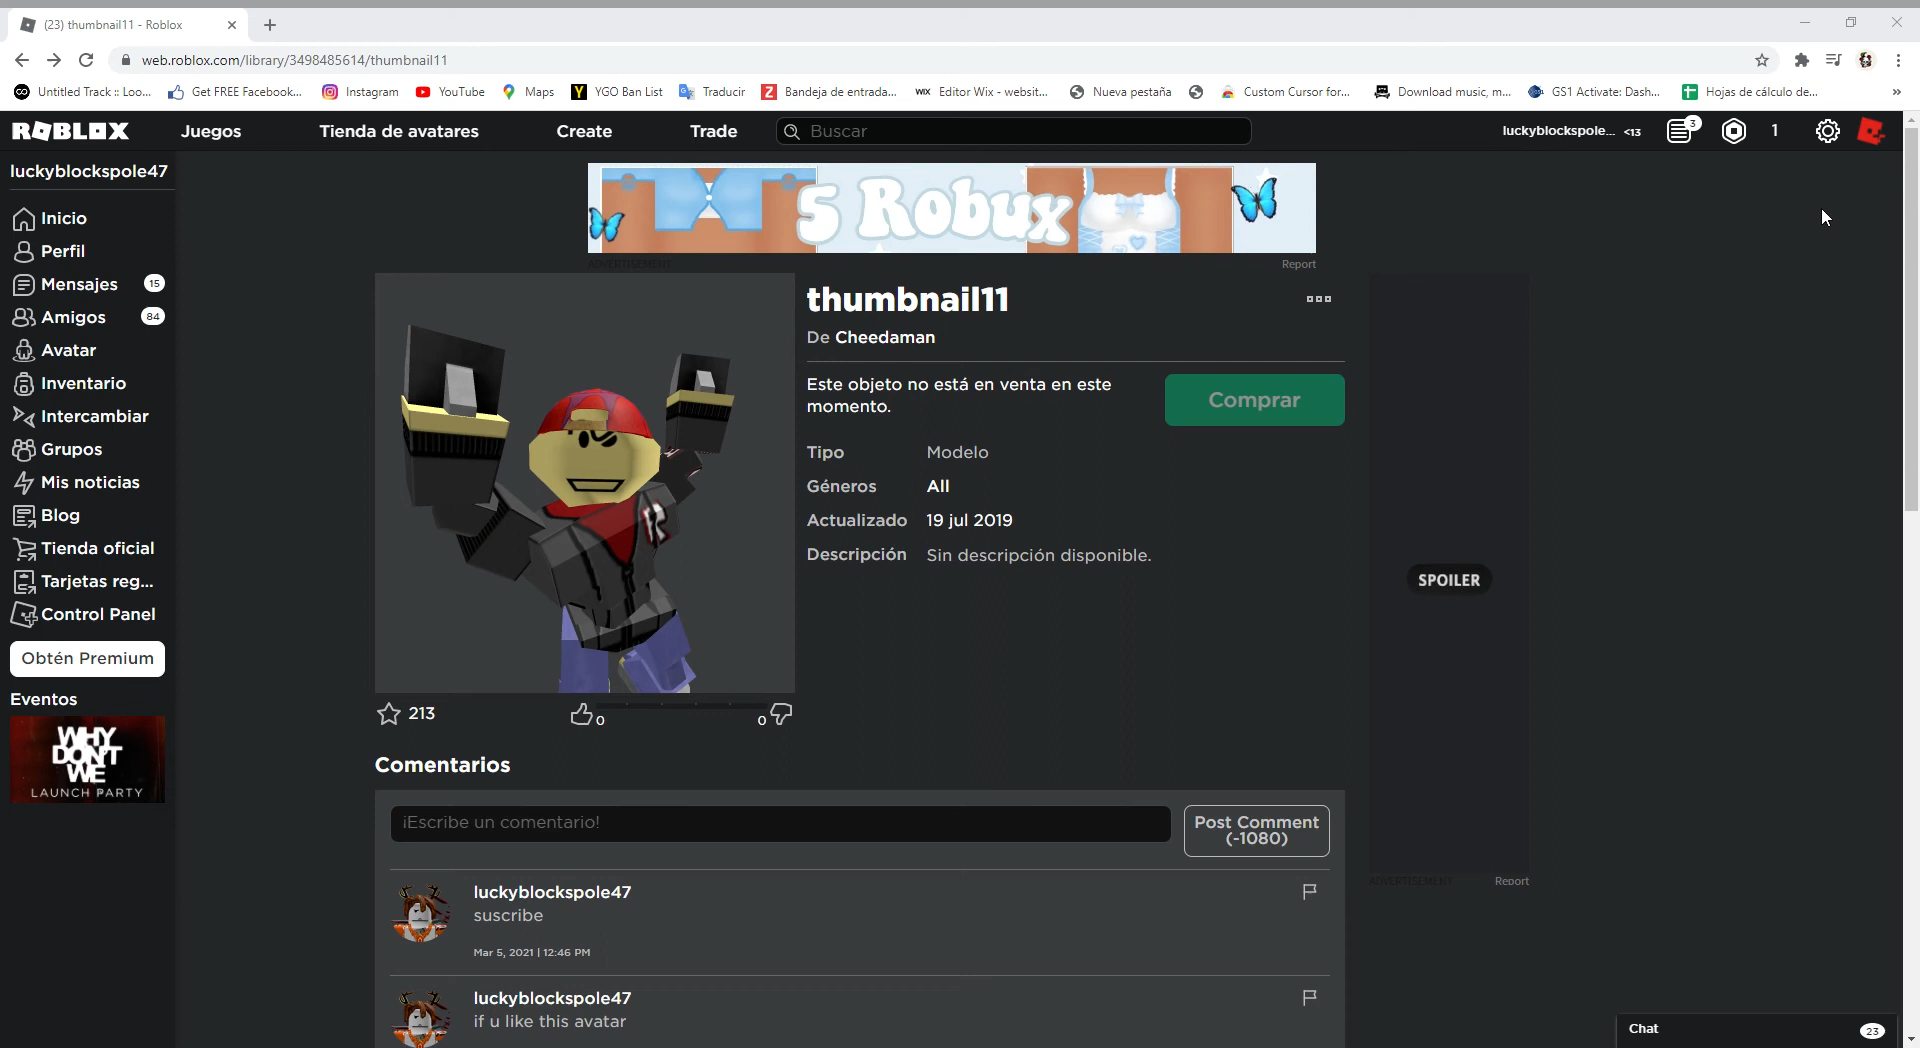 (23) thumbnail11 - Roblox
web.roblox.com/library/3498485614/thumbnail11
Untitled Track :: Loo...
Get FREE Facebook...
Instagram
YouTube
Maps
YGO Ban List
Traducir
Bandeja de entrada...
Editor Wix - websit...
Nueva pestaña
Custom Cursor for...
Download music, m...
GS1 Activate: Dash...
Hojas de cálculo de...
»
ROBLOX
Juegos
Tienda de avatares
Create
Trade
Buscar
luckyblockspole... <13
3
1
luckyblockspole47
Inicio
Perfil
Mensajes 15
Amigos 84
Avatar
Inventario
Intercambiar
Grupos
Mis noticias
Blog
Tienda oficial
Tarjetas reg...
Control Panel
Obtén Premium
Eventos
WHY
DON'T
WE
LAUNCH PARTY
5 Robux
ADVERTISEMENT
Report
thumbnail11
De Cheedaman
Este objeto no está en venta en este
momento.
Comprar
Tipo Modelo
Géneros All
Actualizado 19 jul 2019
Descripción Sin descripción disponible.
SPOILER
ADVERTISEMENT
Report
213
0
0
Comentarios
¡Escribe un comentario!
Post Comment
(-1080)
luckyblockspole47
suscribe
Mar 5, 2021 | 12:46 PM
luckyblockspole47
if u like this avatar
Chat
23